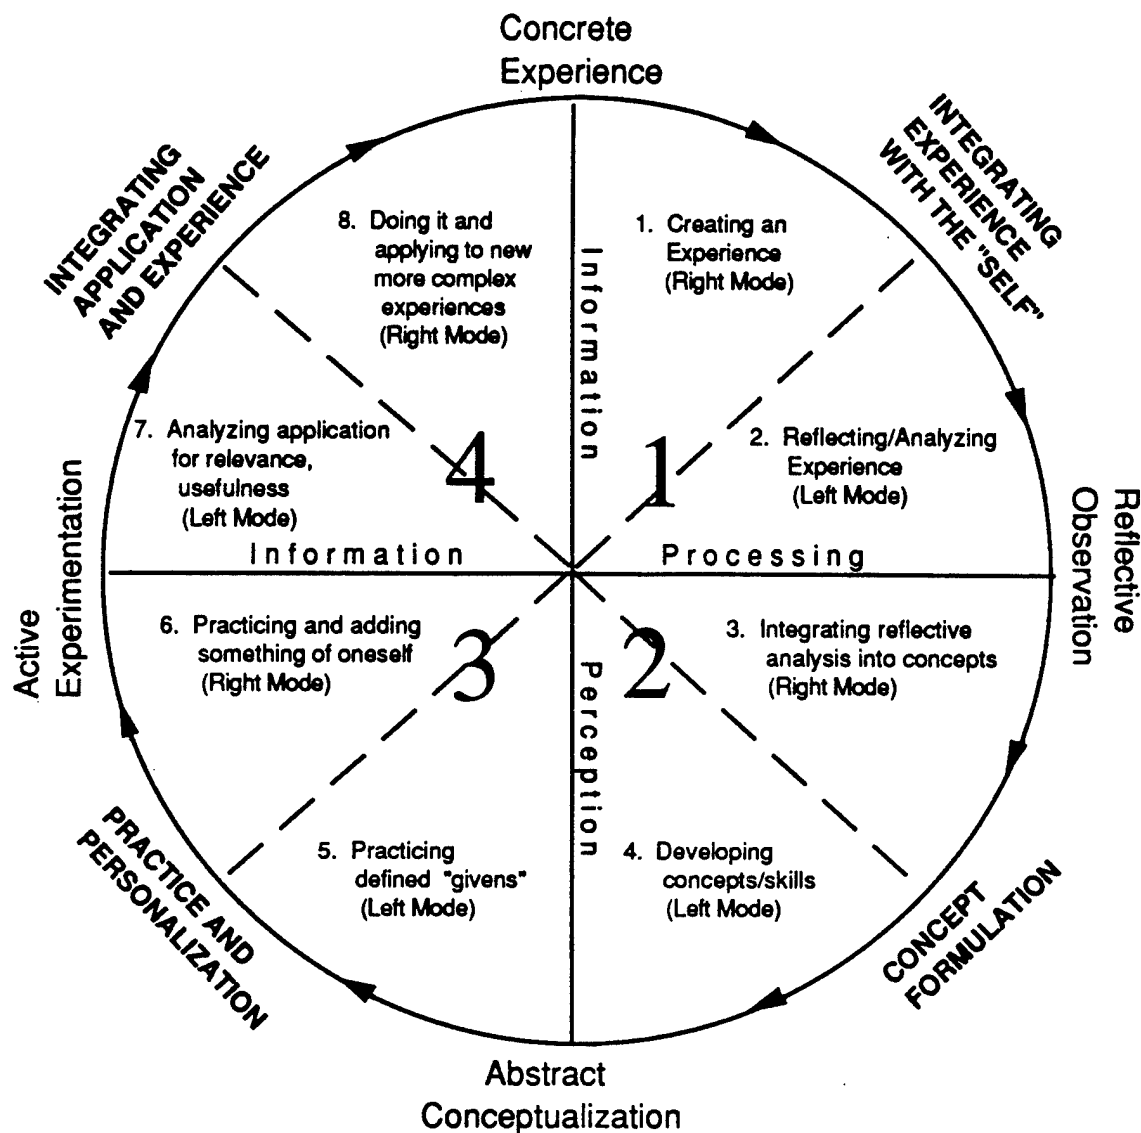 Concrete
Experience
INTEGRATING
APPLICATION
AND EXPERIENCE
INTEGRATING
EXPERIENCE
WITH THE "SELF"
8. Doing it and
applying to new
more complex
experiences
(Right Mode)
1. Creating an
Experience
(Right Mode)
Information
7. Analyzing application
for relevance,
usefulness
(Left Mode)
4
1
2. Reflecting/Analyzing
Experience
(Left Mode)
Information
Processing
Active
Experimentation
Reflective
Observation
6. Practicing and adding
something of oneself
(Right Mode)
3
2
3. Integrating reflective
analysis into concepts
(Right Mode)
Perception
5. Practicing
defined "givens"
(Left Mode)
4. Developing
concepts/skills
(Left Mode)
PRACTICE AND
PERSONALIZATION
CONCEPT
FORMULATION
Abstract
Conceptualization